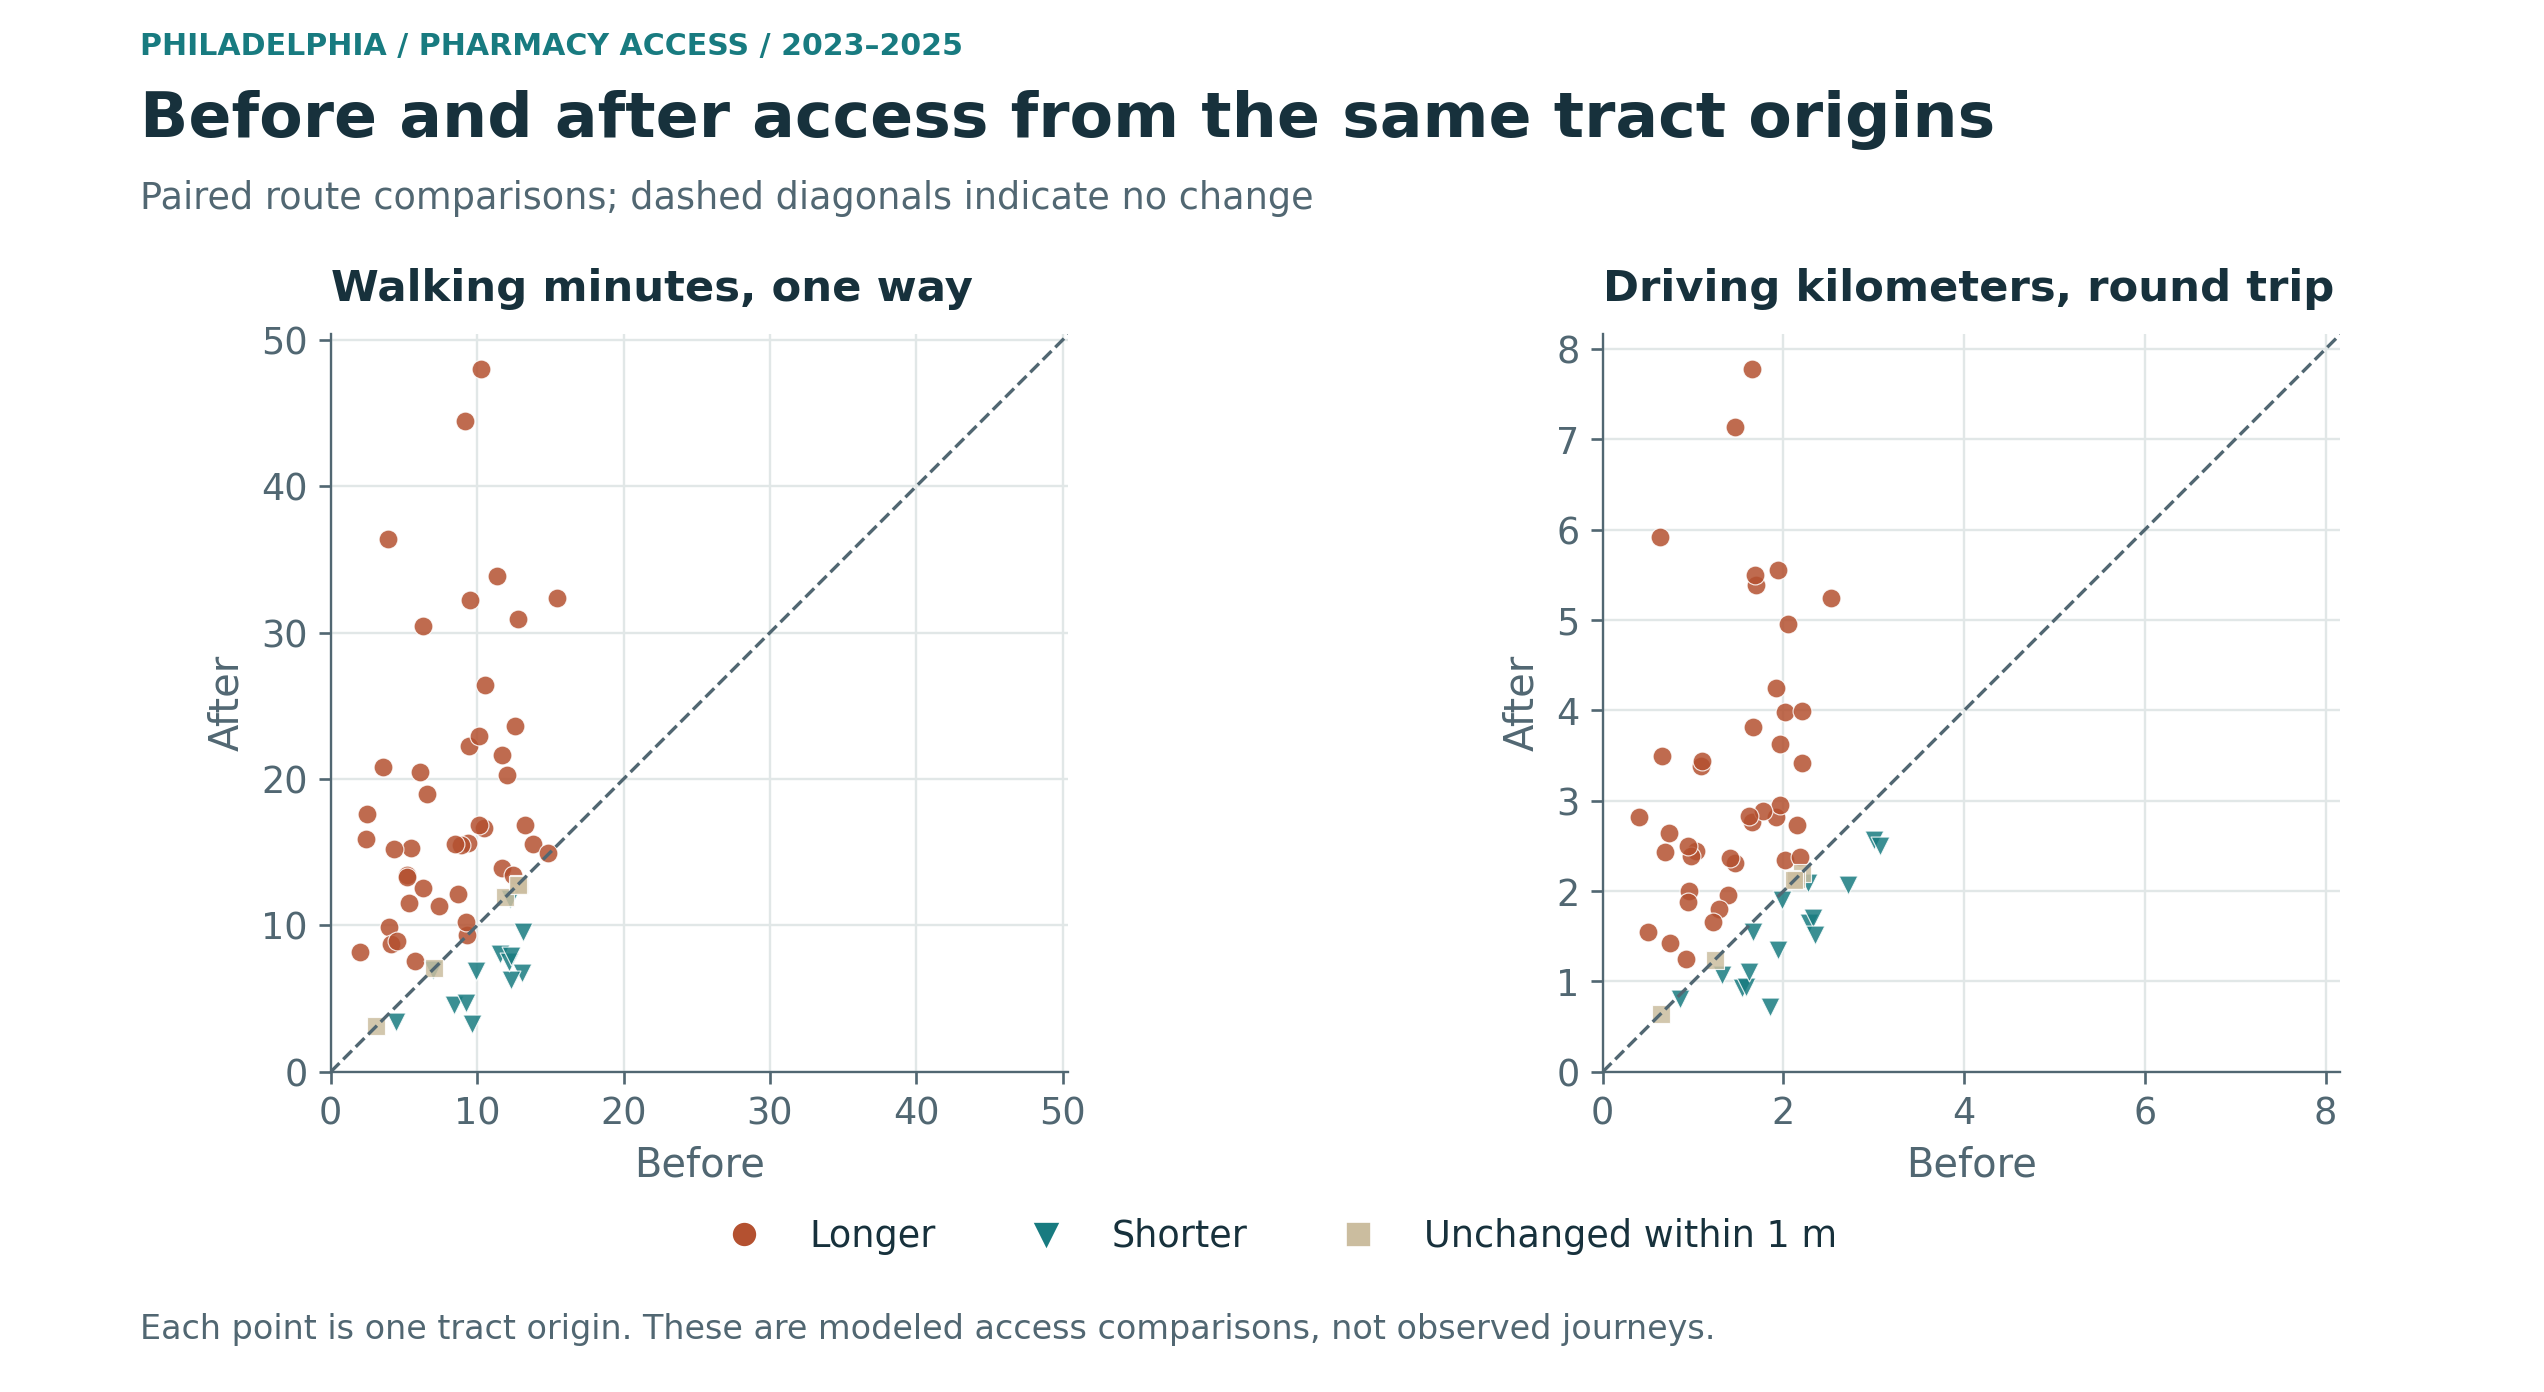 PHILADELPHIA / PHARMACY ACCESS / 2023–2025
Before and after access from the same tract origins
Paired route comparisons; dashed diagonals indicate no change
Walking minutes, one way
50
40
30
20
10
0
After
0 10 20 30 40 50
Before
Driving kilometers, round trip
8
7
6
5
4
3
2
1
0
After
0 2 4 6 8
Before
Longer Shorter Unchanged within 1 m
Each point is one tract origin. These are modeled access comparisons, not observed journeys.